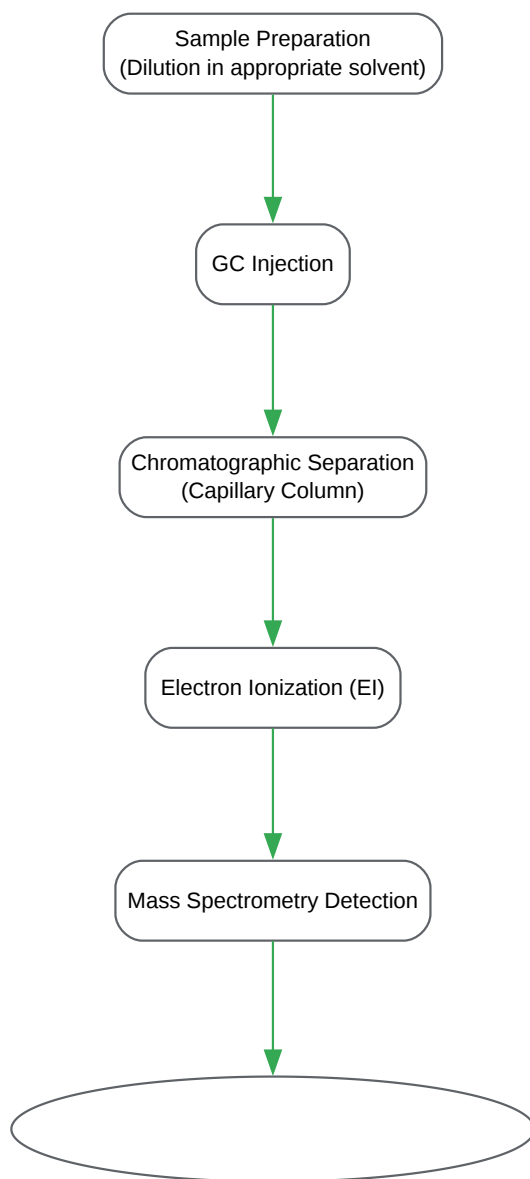 Sample Preparation
(Dilution in appropriate solvent)
GC Injection
Chromatographic Separation
(Capillary Column)
Electron Ionization (EI)
Mass Spectrometry Detection